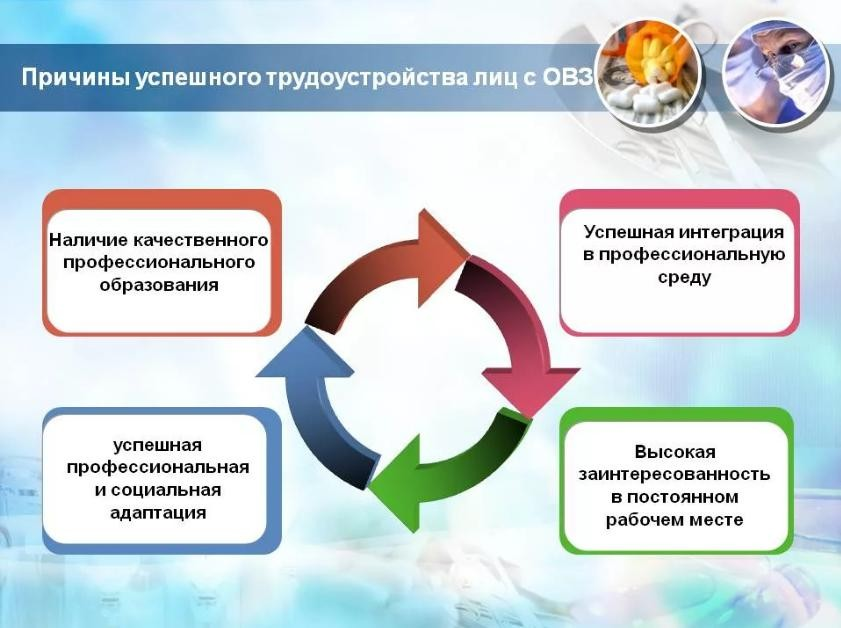 Причины успешного трудоустройства лиц с ОВЗ
Наличие качественного
профессионального
образования
Успешная интеграция
в профессиональную
среду
успешная
профессиональная
и социальная
адаптация
Высокая
заинтересованность
в постоянном
рабочем месте